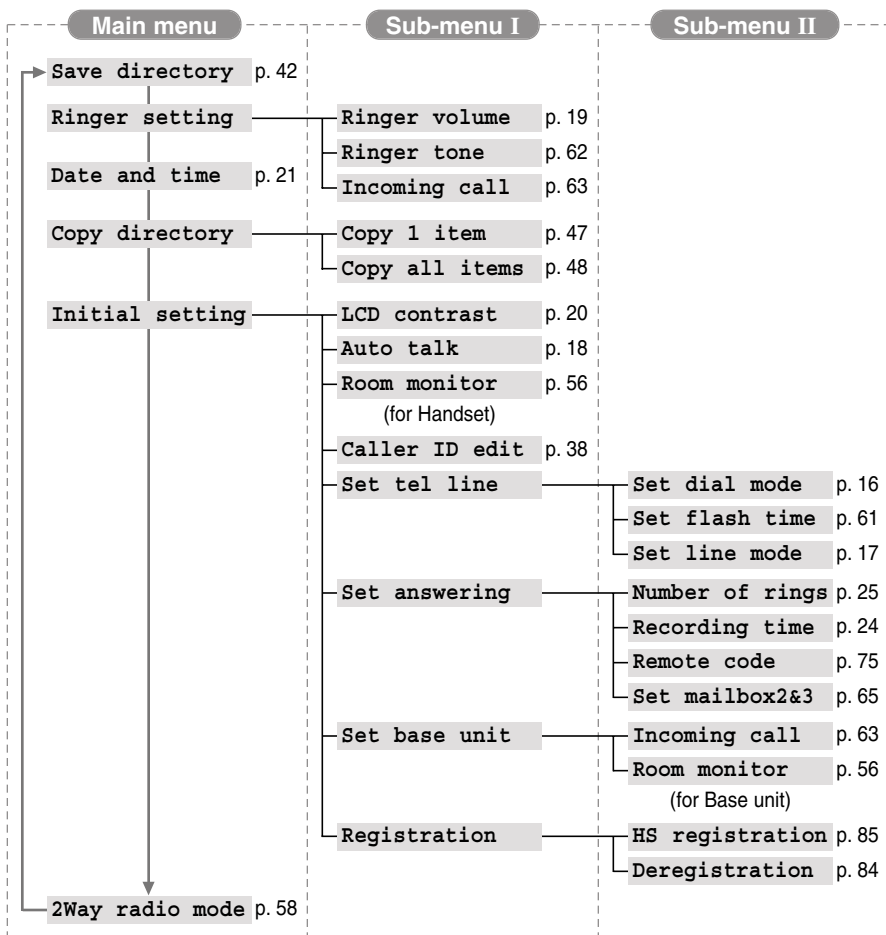 Main menu Sub-menu I Sub-menu II
Save directory p. 42
Ringer setting Ringer volume p. 19
Ringer tone p. 62
Date and time p. 21
Incoming call p. 63
Copy directory Copy 1 item p. 47
Copy all items p. 48
Initial setting LCD contrast p. 20
Auto talk p. 18
Room monitor p. 56
(for Handset)
Caller ID edit p. 38
Set tel line Set dial mode p. 16
Set flash time p. 61
Set line mode p. 17
Set answering Number of rings p. 25
Recording time p. 24
Remote code p. 75
Set mailbox2&3 p. 65
Set base unit Incoming call p. 63
Room monitor p. 56
(for Base unit)
Registration HS registration p. 85
Deregistration p. 84
2Way radio mode p. 58